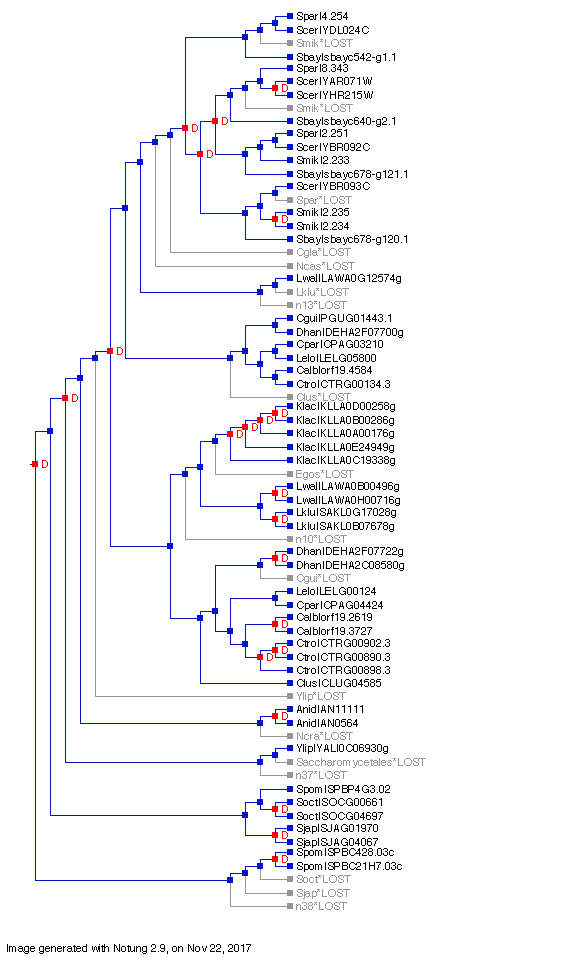 Spar|4.254
Scer|YDL024C
Smik*LOST
Sbay|sbayc542-g1.1
Spar|8.343
Scer|YAR071W
D
Scer|YHR215W
Smik*LOST
D
Sbay|sbayc640-g2.1
D
Spar|2.251
Scer|YBR092C
D
Smik|2.233
Sbay|sbayc678-g121.1
Scer|YBR093C
Spar*LOST
Smik|2.235
D
Smik|2.234
Sbay|sbayc678-g120.1
Cgla*LOST
Ncas*LOST
Lwal|LAWA0G12574g
Lklu*LOST
n13*LOST
Cgui|PGUG01443.1
Dhan|DEHA2F07700g
Cpar|CPAG03210
D
Lelo|LELG05800
Calb|orf19.4584
Ctro|CTRG00134.3
Clus*LOST
D
Klac|KLLA0D00258g
D
Klac|KLLA0B00286g
D
D
Klac|KLLA0A00176g
D
Klac|KLLA0E24949g
Klac|KLLA0C19338g
D
Egos*LOST
Lwal|LAWA0B00496g
D
Lwal|LAWA0H00716g
Lklu|SAKL0G17028g
D
Lklu|SAKL0B07678g
n10*LOST
Dhan|DEHA2F07722g
D
Dhan|DEHA2C08580g
Cgui*LOST
Lelo|LELG00124
Cpar|CPAG04424
Calb|orf19.2619
D
Calb|orf19.3727
Ctro|CTRG00902.3
D
Ctro|CTRG00890.3
D
Ctro|CTRG00898.3
Clus|CLUG04585
Ylip*LOST
Anid|AN11111
D
Anid|AN0564
Ncra*LOST
Ylip|YALI0C06930g
Saccharomycetales*LOST
n37*LOST
Spom|SPBP4G3.02
Soct|SOCG00661
D
Soct|SOCG04697
Sjap|SJAG01970
D
Sjap|SJAG04067
Spom|SPBC428.03c
D
Spom|SPBC21H7.03c
Soct*LOST
Sjap*LOST
n38*LOST
Image generated with Notung 2.9, on Nov 22, 2017